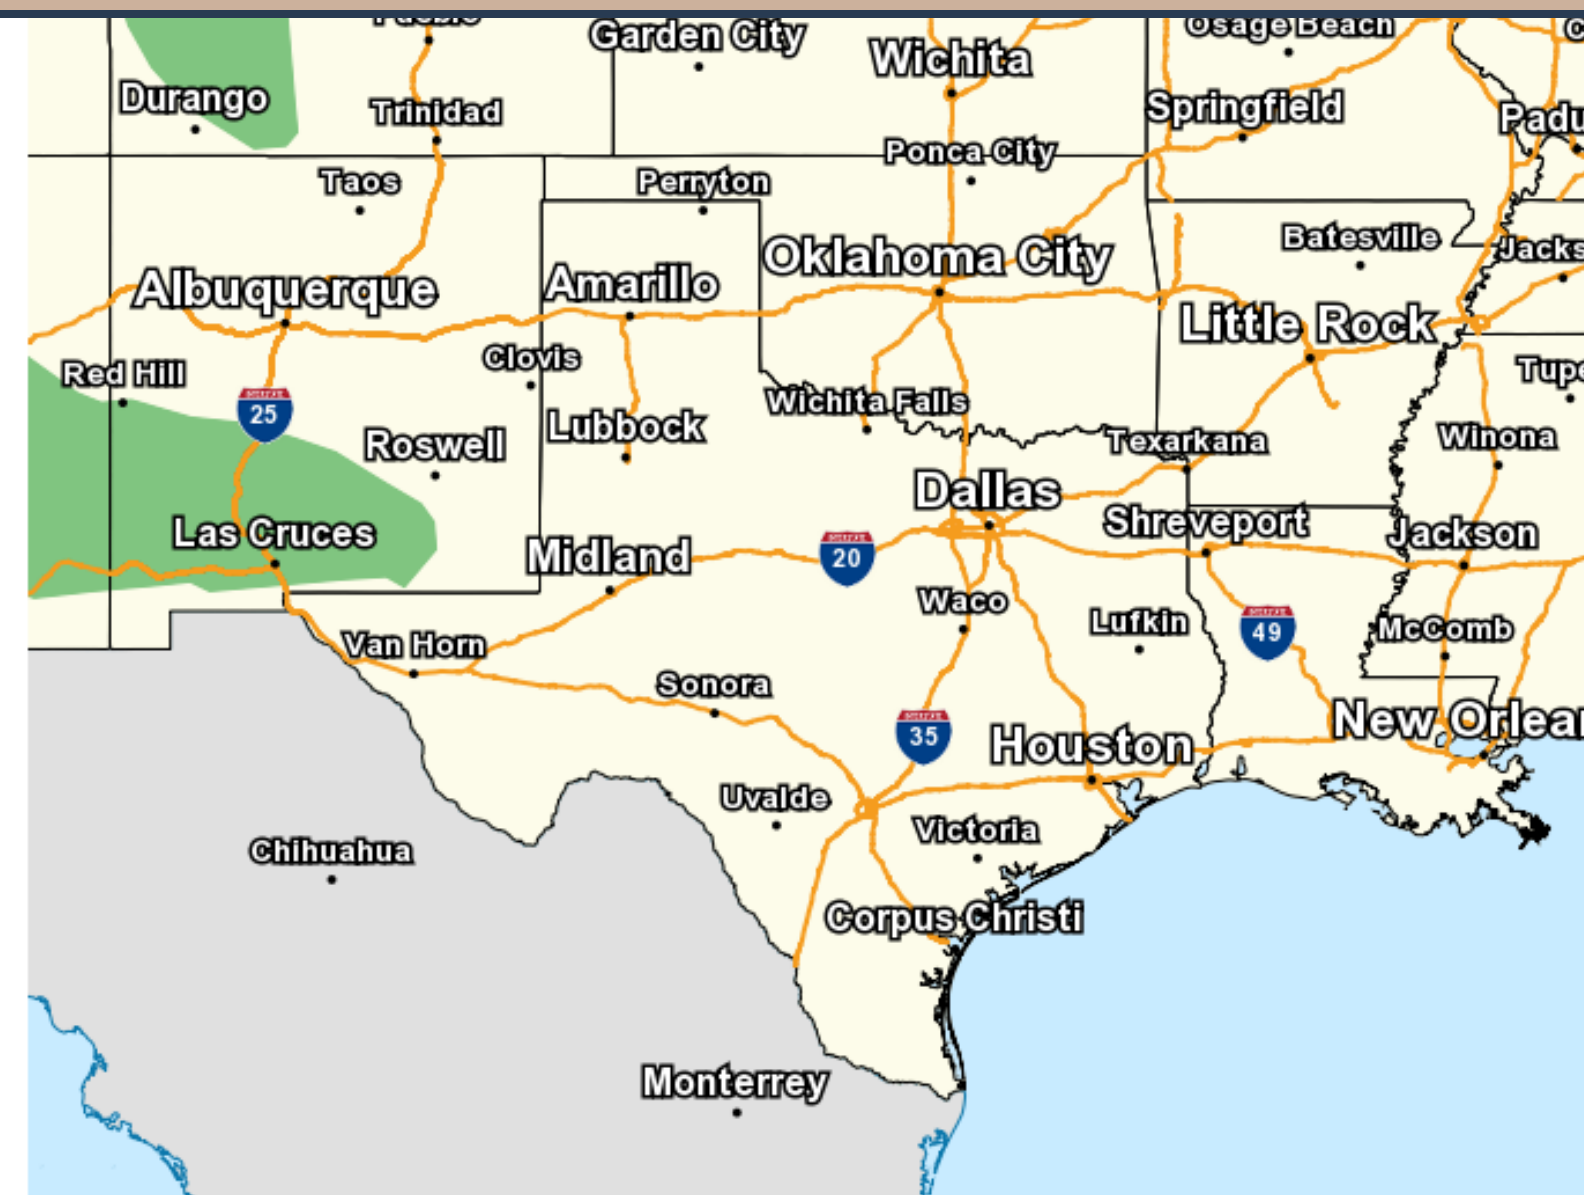 Pueblo
Garden City
Wichita
Osage Beach
Durango
Trinidad
Springfield
Padu
Ponca City
Taos
Perryton
Batesville
Oklahoma City
Jacks
Albuquerque
Amarillo
Little Rock
Clovis
Red Hill
Tupe
25
Wichita Falls
Lubbock
Roswell
Texarkana
Winona
Dallas
Shreveport
Las Cruces
Jackson
Midland
20
Waco
Lufkin
49
McComb
Van Horn
Sonora
New Orlean
35
Houston
Uvalde
Victoria
Chihuahua
Corpus Christi
Monterrey